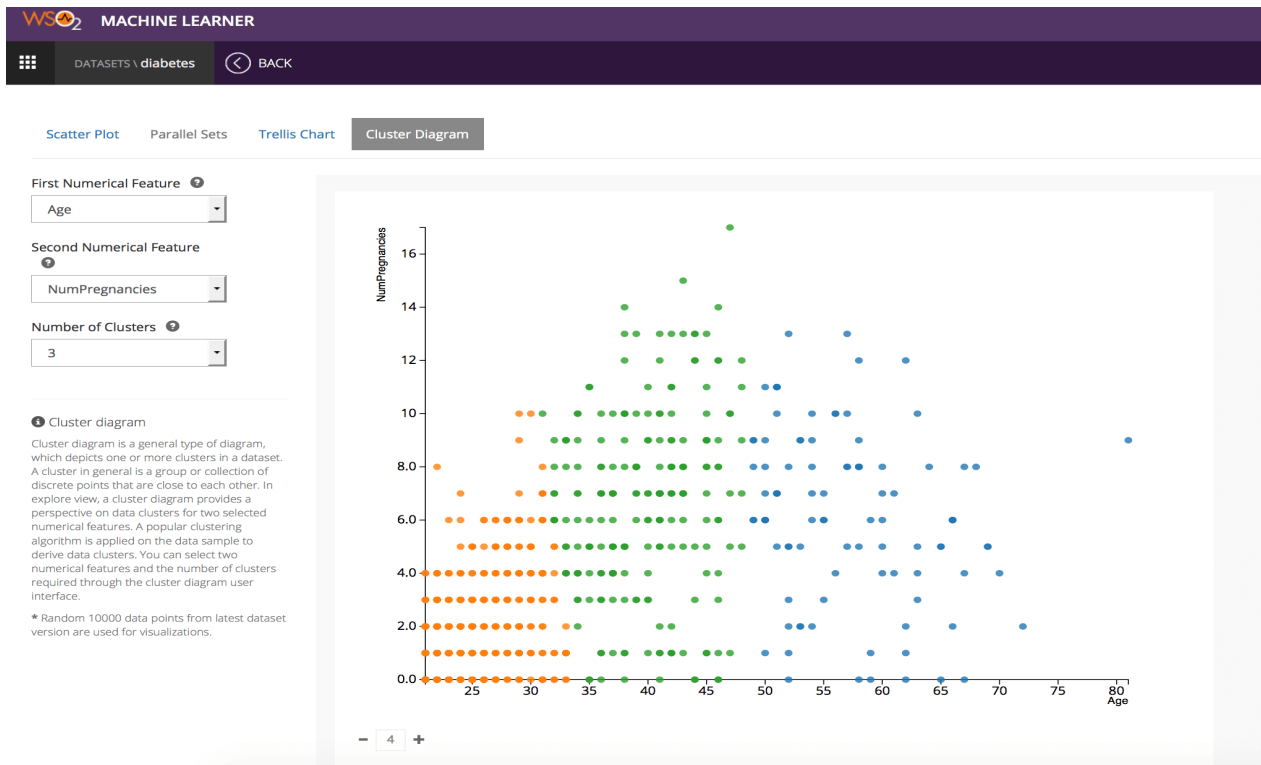 WSO2 MACHINE LEARNER
DATASETS \ diabetes
BACK
Scatter Plot
Parallel Sets
Trellis Chart
Cluster Diagram
First Numerical Feature ?
Age
Second Numerical Feature
?
NumPregnancies
Number of Clusters ?
3
i Cluster diagram
Cluster diagram is a general type of diagram,
which depicts one or more clusters in a dataset.
A cluster in general is a group or collection of
discrete points that are close to each other. In
explore view, a cluster diagram provides a
perspective on data clusters for two selected
numerical features. A popular clustering
algorithm is applied on the data sample to
derive data clusters. You can select two
numerical features and the number of clusters
required through the cluster diagram user
interface.
* Random 10000 data points from latest dataset
version are used for visualizations.
NumPregnancies
16
14
12
10
8.0
6.0
4.0
2.0
0.0
25 30 35 40 45 50 55 60 65 70 75 80
Age
− 4 +